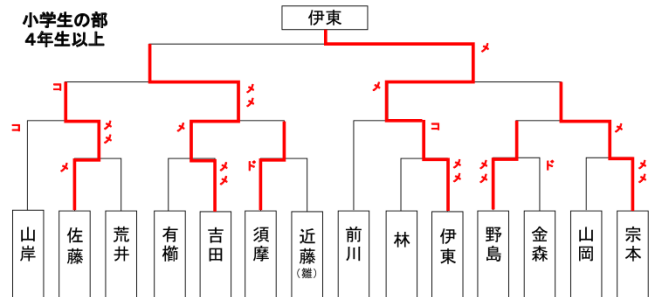 小学生の部
4年生以上
伊東
メ
コ
メ
メ
メ
コ
メ
メ
メ
コ
メ
メ
メ
メ
ド
メ
メ
メ
メ
ド
メ
メ
山岸
佐藤
荒井
有櫛
吉田
須摩
近藤
（雛）
前川
林
伊東
野島
金森
山岡
宗本